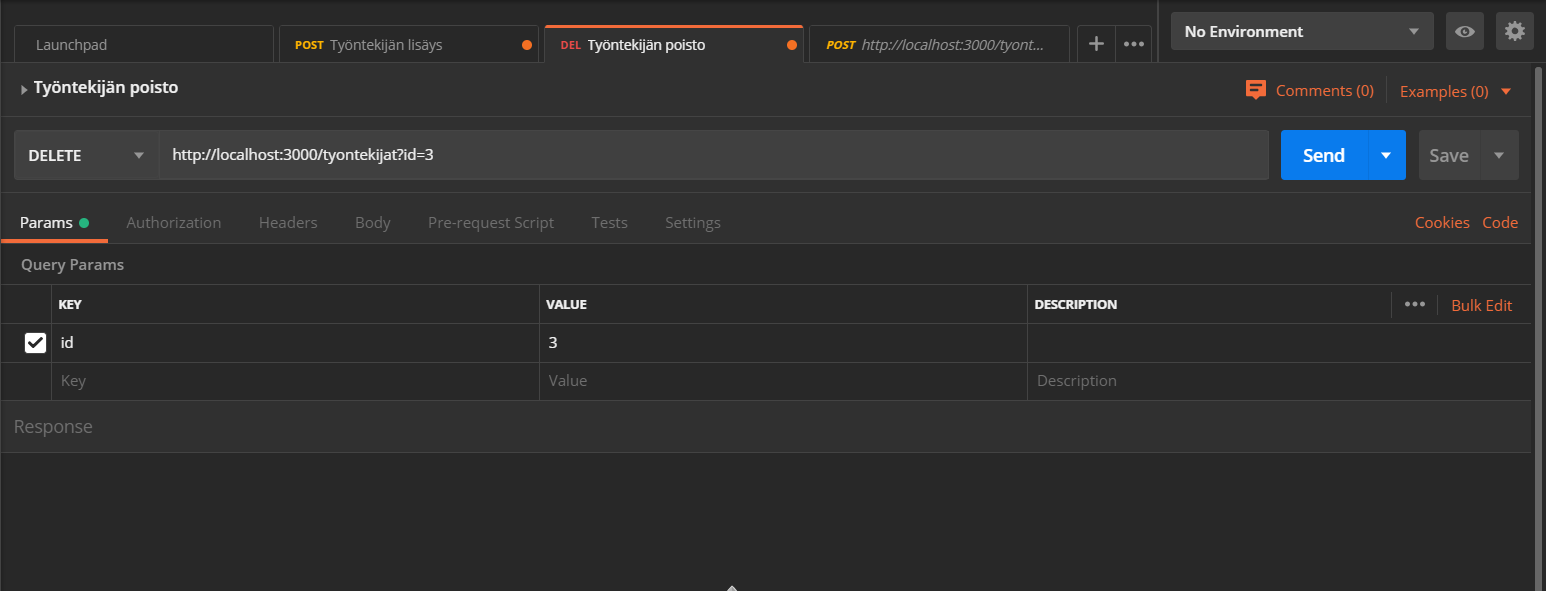 Launchpad
POST Työntekijän lisäys
DEL Työntekijän poisto
POST http://localhost:3000/tyont...
No Environment
Työntekijän poisto
Comments (0)
Examples (0)
DELETE
http://localhost:3000/tyontekijat?id=3
Send
Save
Params
Authorization
Headers
Body
Pre-request Script
Tests
Settings
Cookies
Code
Query Params
KEY
VALUE
DESCRIPTION
Bulk Edit
id
3
Key
Value
Description
Response